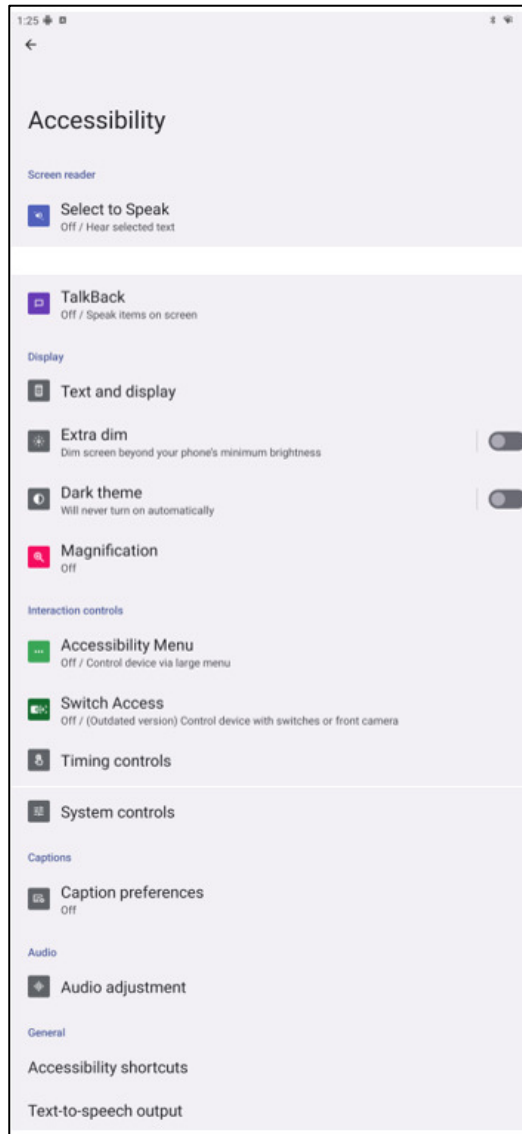 1:25
Accessibility
Screen reader
Select to Speak
Off / Hear selected text
TalkBack
Off / Speak items on screen
Display
Text and display
Extra dim
Dim screen beyond your phone's minimum brightness
Dark theme
Will never turn on automatically
Magnification
Off
Interaction controls
Accessibility Menu
Off / Control device via large menu
Switch Access
Off / (Outdated version) Control device with switches or front camera
Timing controls
System controls
Captions
Caption preferences
Off
Audio
Audio adjustment
General
Accessibility shortcuts
Text-to-speech output